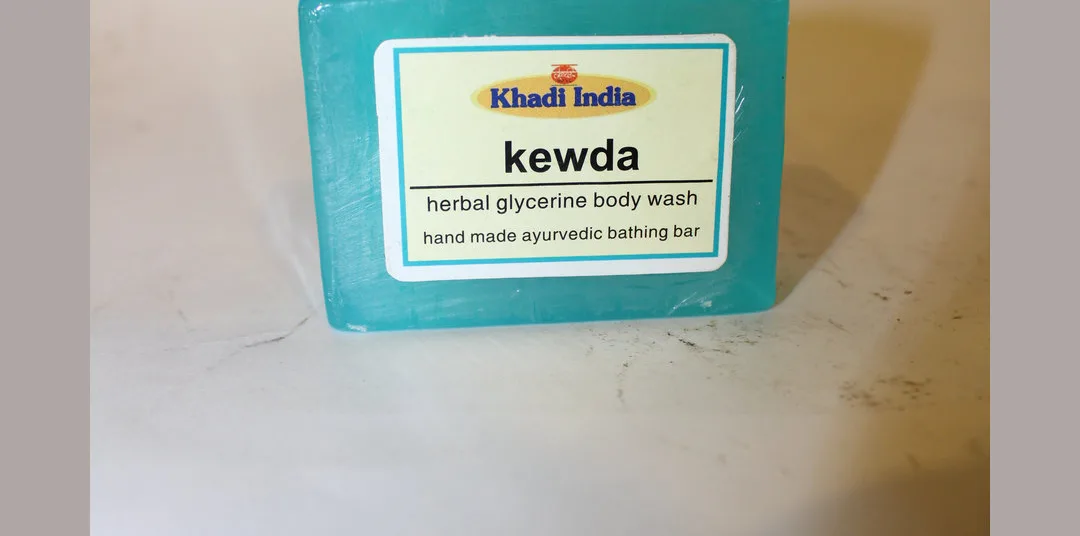 Khadi India
kewda
herbal glycerine body wash
hand made ayurvedic bathing bar